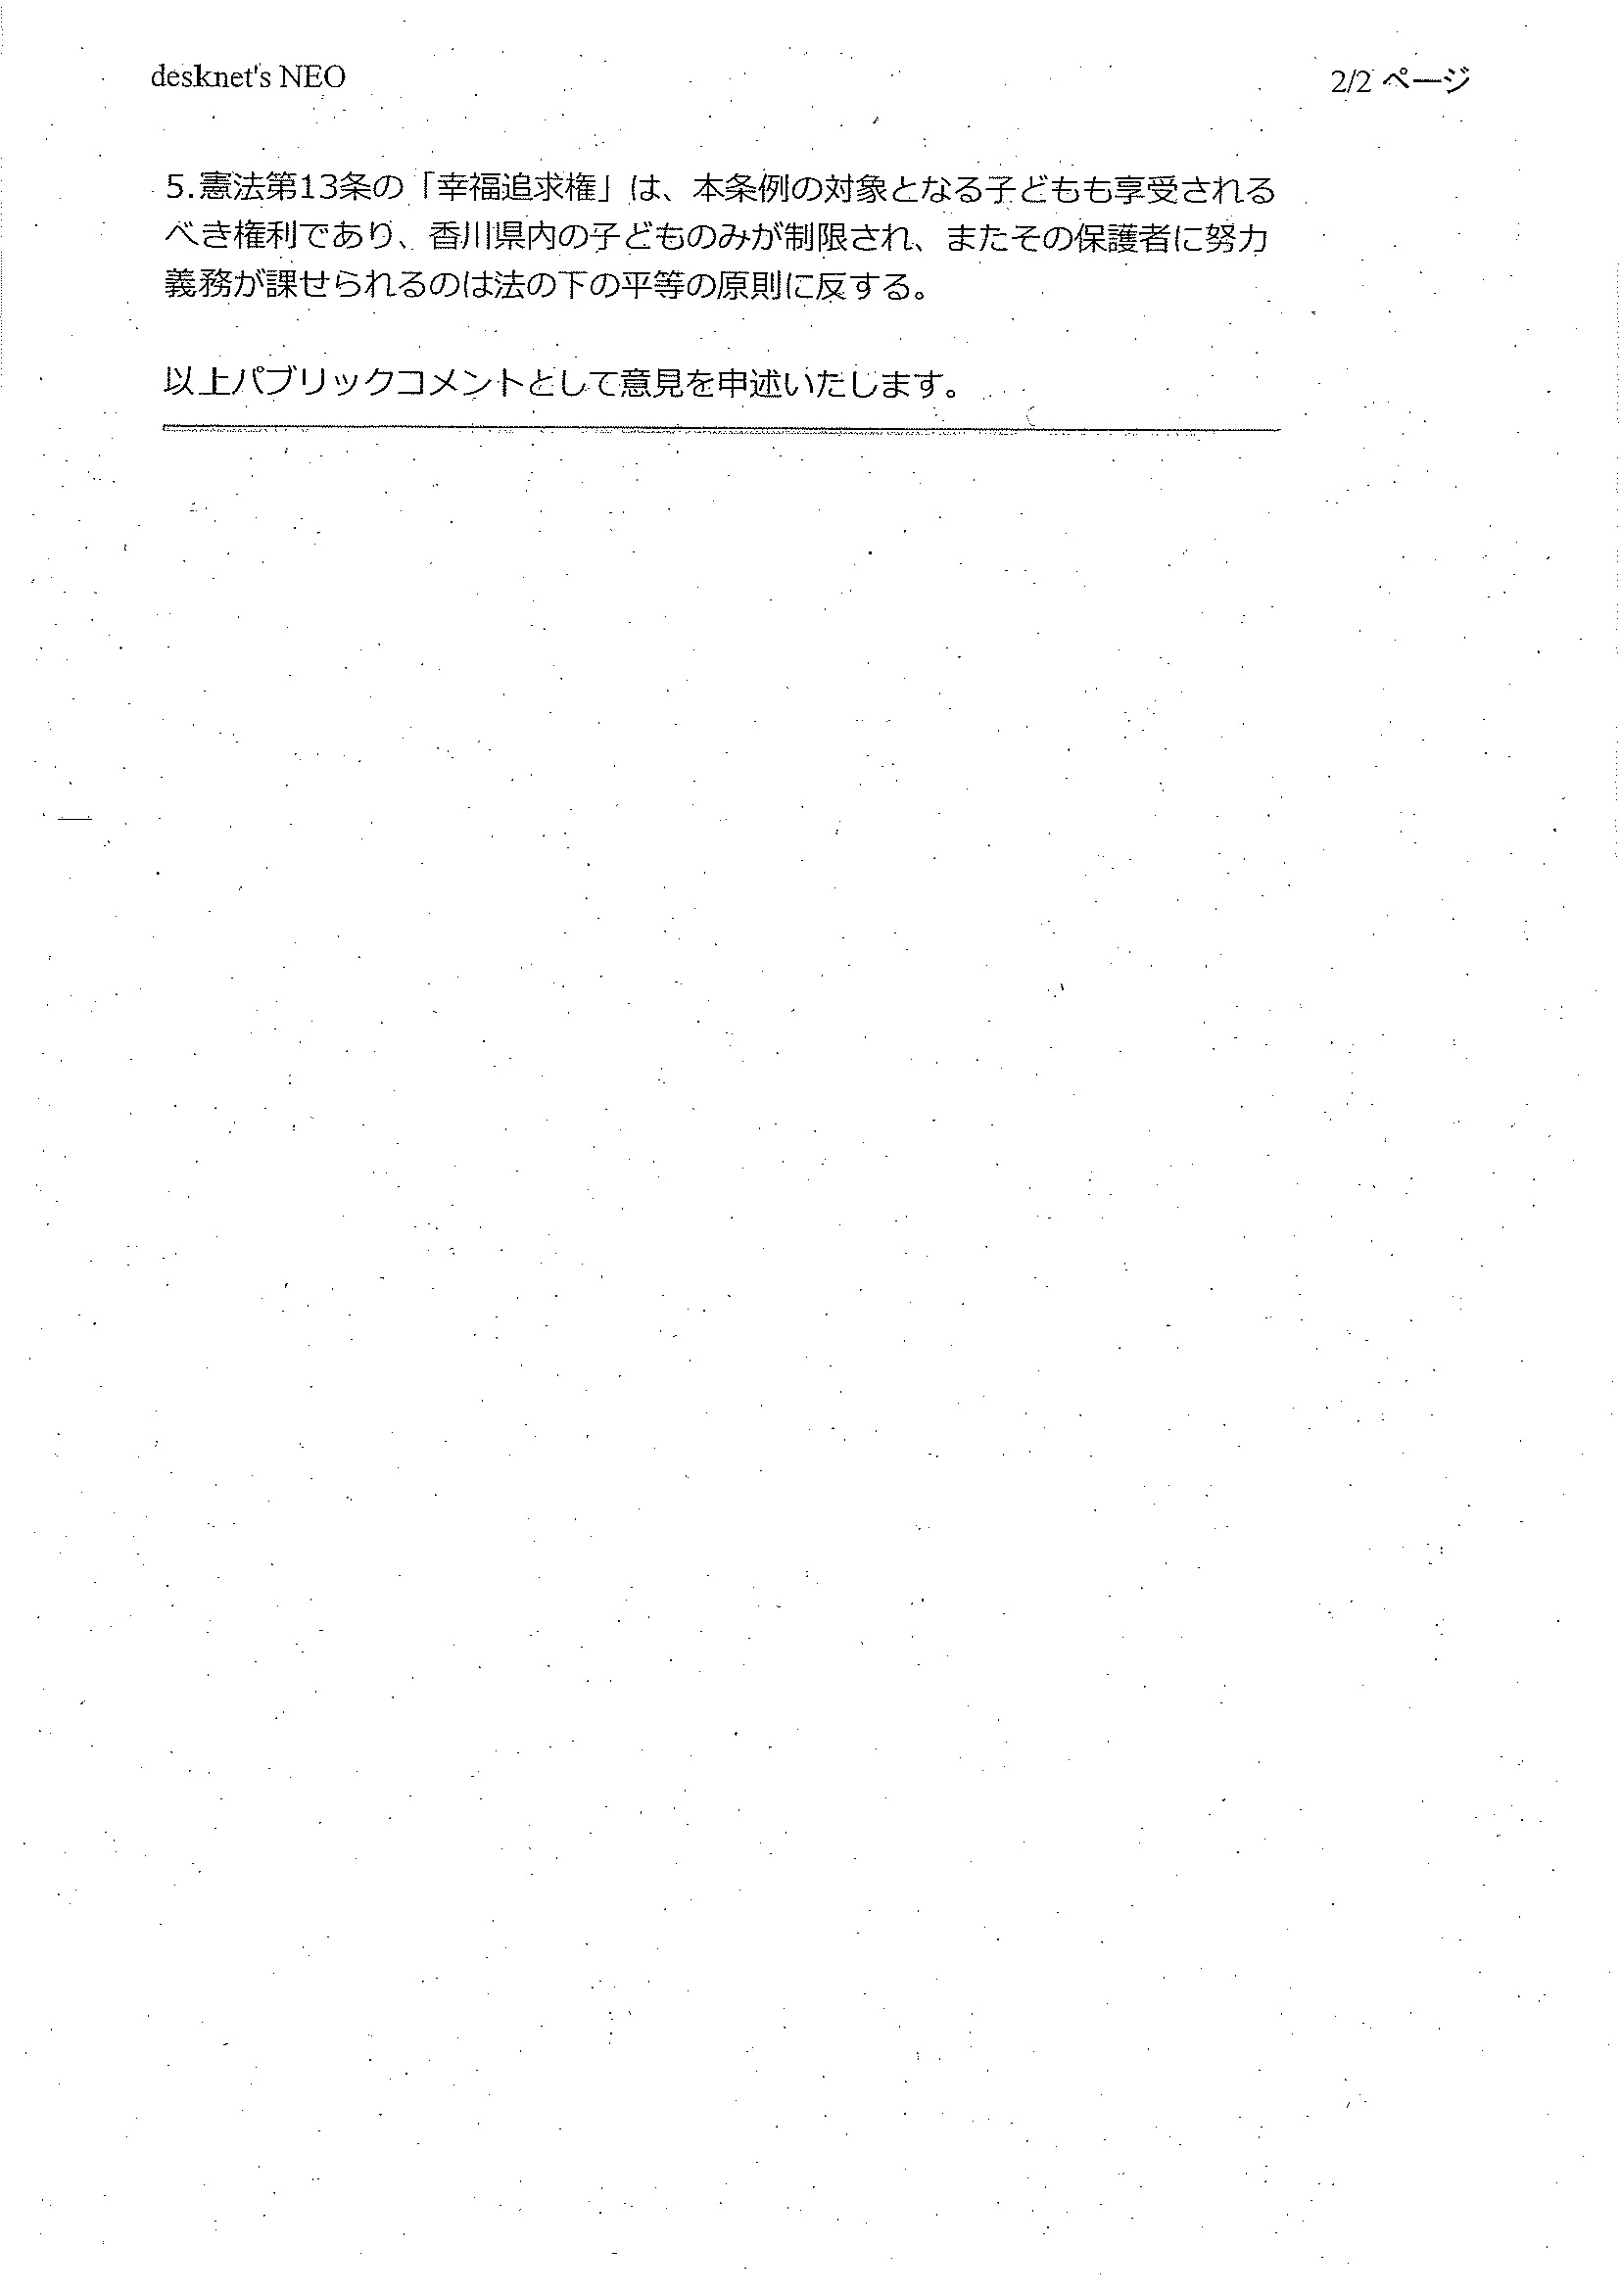 desknet's NEO
2/2 ページ
5.憲法第13条の「幸福追求権」は、本条例の対象となる子どもも享受される
べき権利であり、香川県内の子どものみが制限され、またその保護者に努力
義務が課せられるのは法の下の平等の原則に反する。
以上パブリックコメントとして意見を申述いたします。